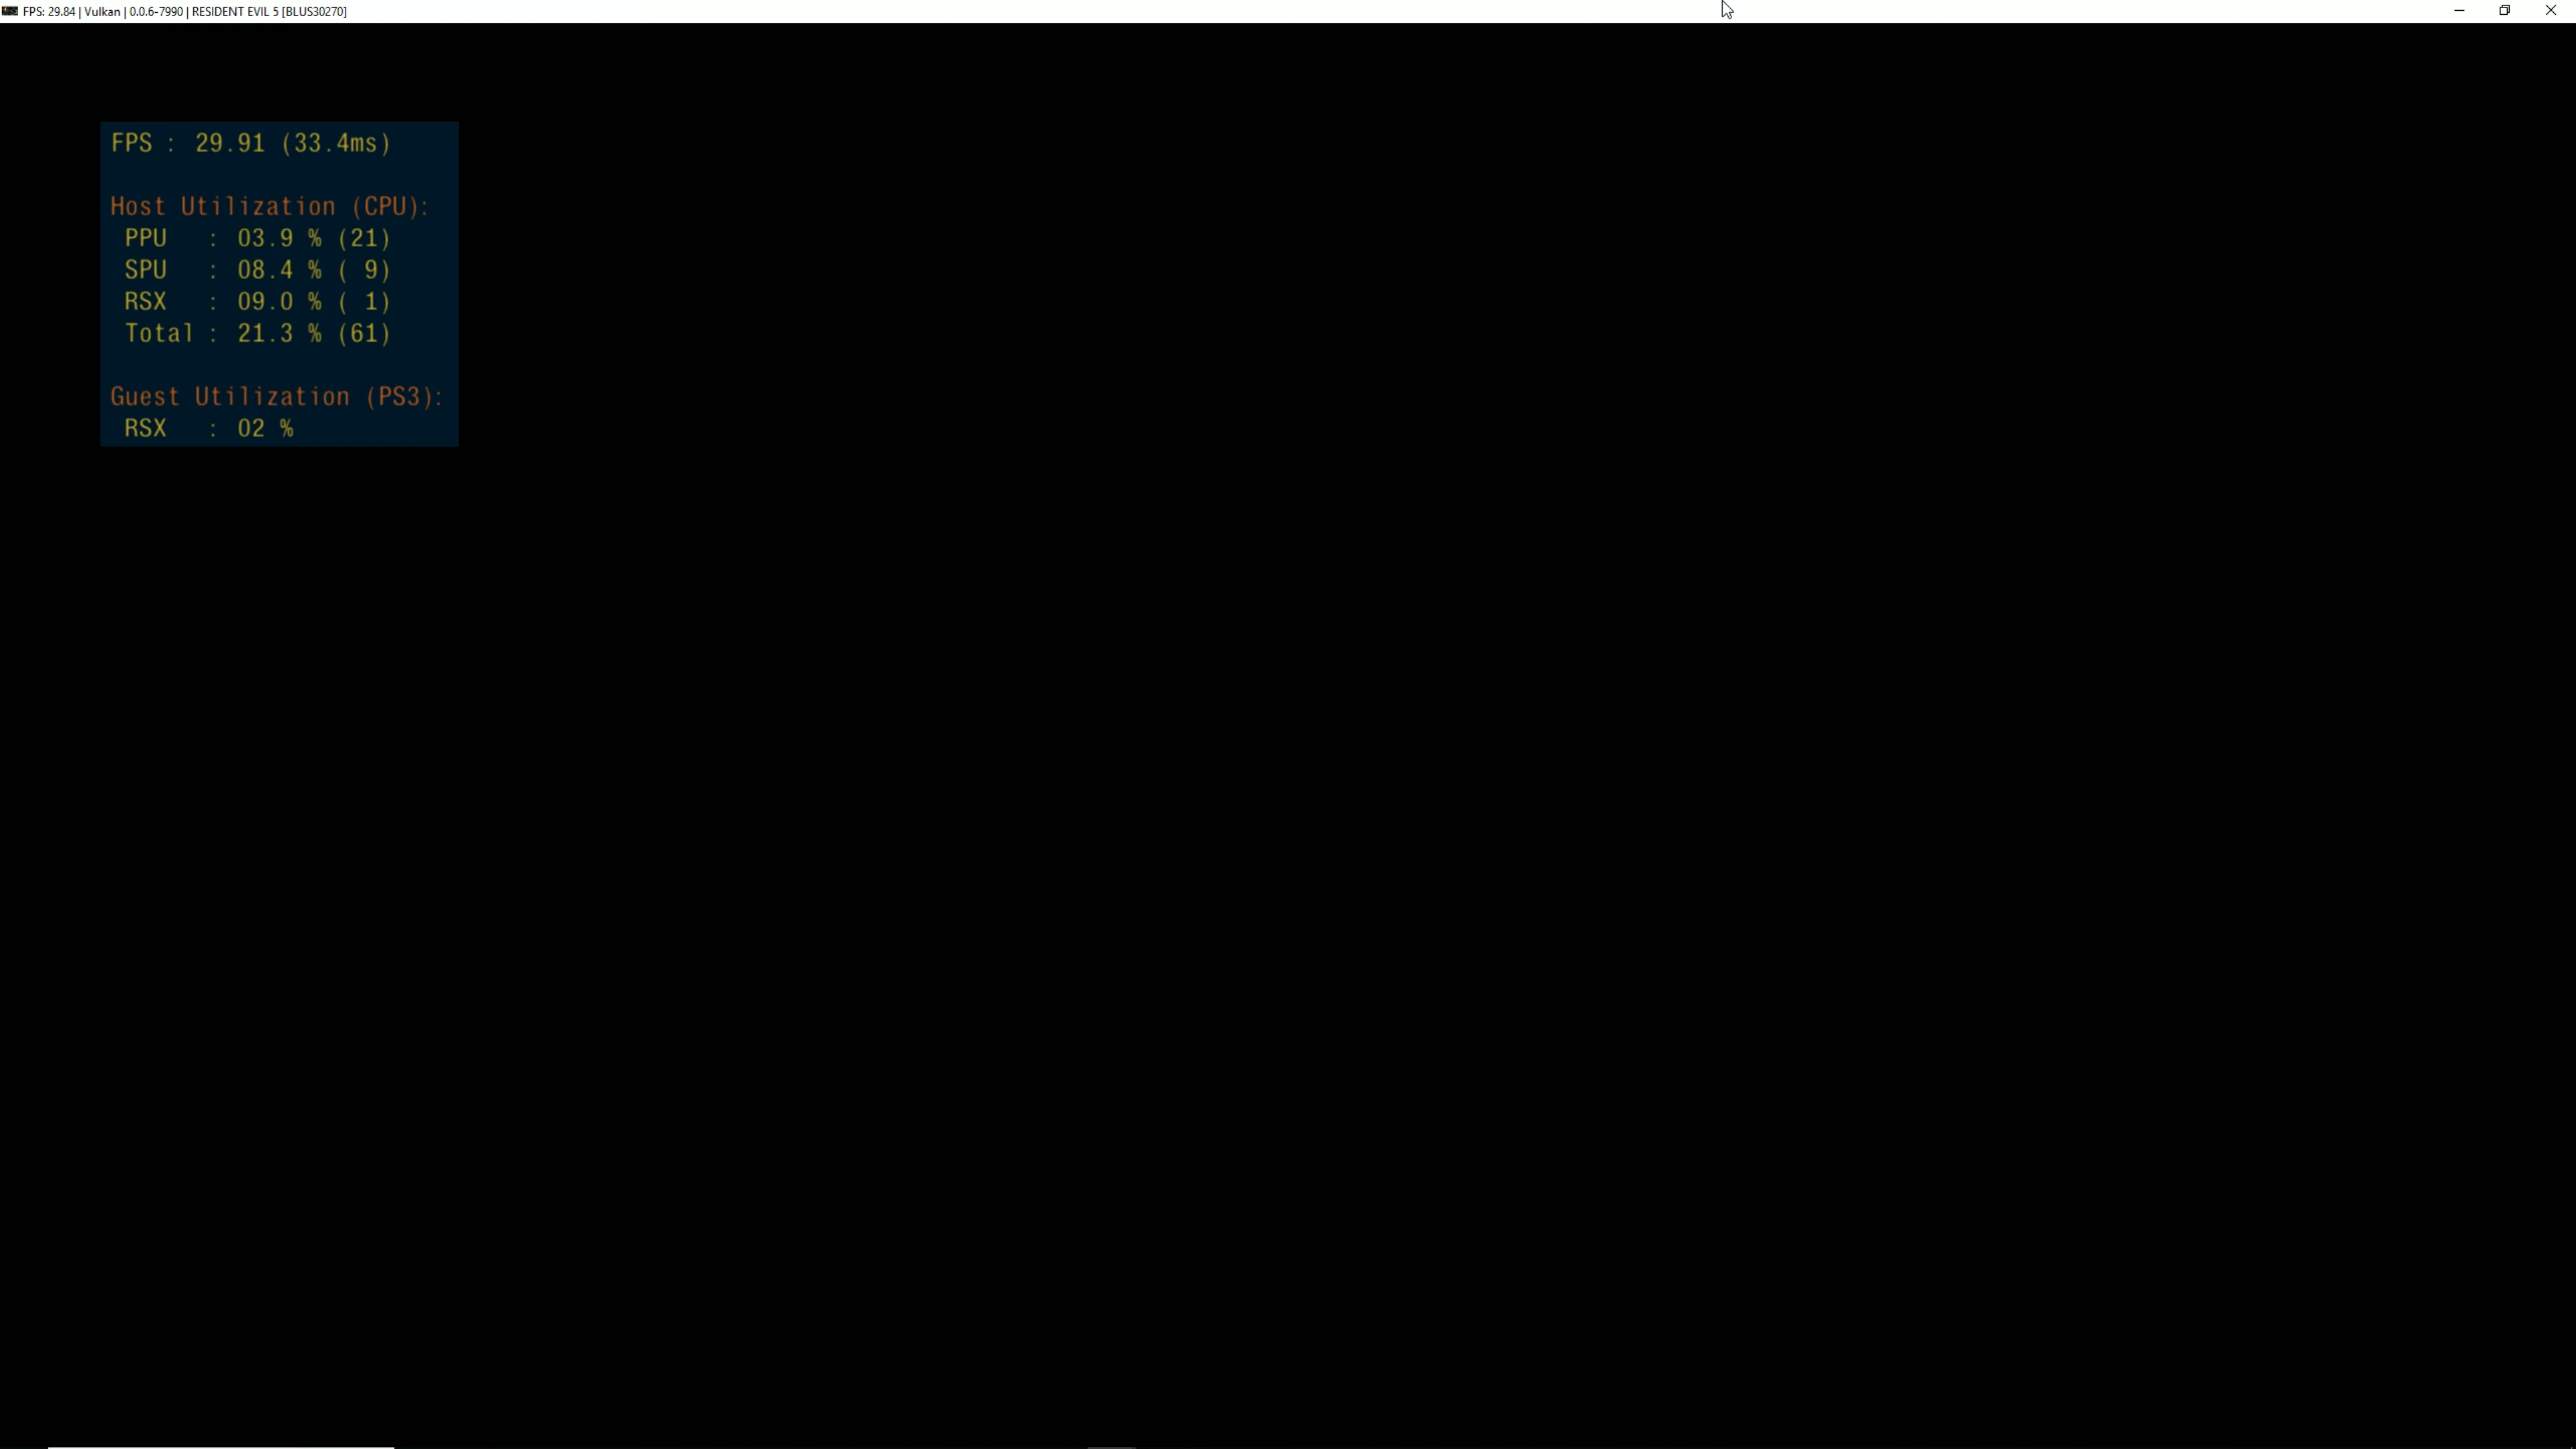 FPS: 29.84 | Vulkan | 0.0.6-7990 | RESIDENT EVIL 5 [BLUS30270]
FPS : 29.91 (33.4ms)
Host Utilization (CPU):
PPU : 03.9 % (21)
SPU : 08.4 % ( 9)
RSX : 09.0 % ( 1)
Total : 21.3 % (61)
Guest Utilization (PS3):
RSX : 02 %